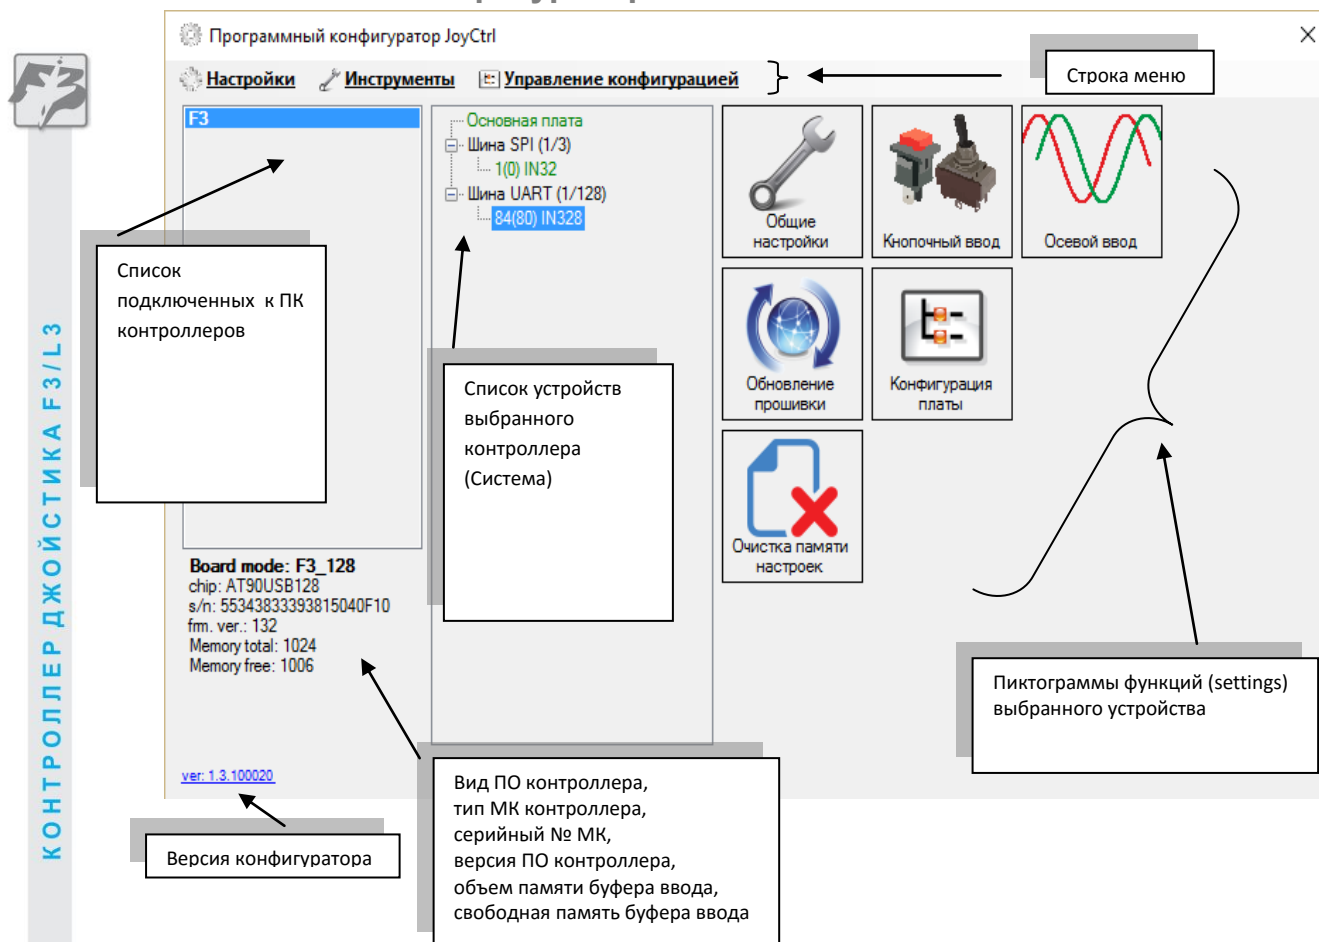 Программный конфигуратор JoyCtrl
Настройки
Инструменты
Управление конфигурацией
Строка меню
F3
КОНТРОЛЛЕР ДЖОЙСТИКА F3/L3
F3
Основная плата
Шина SPI (1/3)
1(0) IN32
Шина UART (1/128)
84(80) IN328
Общие
настройки
Кнопочный ввод
Осевой ввод
Обновление
прошивки
Конфигурация
платы
Очистка памяти
настроек
Список
подключенных к ПК
контроллеров
Список устройств
выбранного
контроллера
(Система)
Board mode: F3_128
chip: AT90USB128
s/n: 55343833393815040F10
frm. ver.: 132
Memory total: 1024
Memory free: 1006
Пиктограммы функций (settings)
выбранного устройства
ver: 1.3.100020
Вид ПО контроллера,
тип МК контроллера,
серийный № МК,
версия ПО контроллера,
объем памяти буфера ввода,
свободная память буфера ввода
Версия конфигуратора